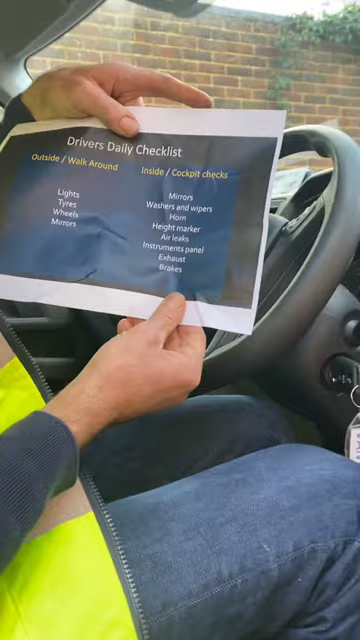 Drivers Daily Checklist
Outside / Walk Around
Lights
Tyres
Wheels
Mirrors
Inside / Cockpit checks
Mirrors
Washers and wipers
Horn
Height marker
Air leaks
Instruments panel
Exhaust
Brakes